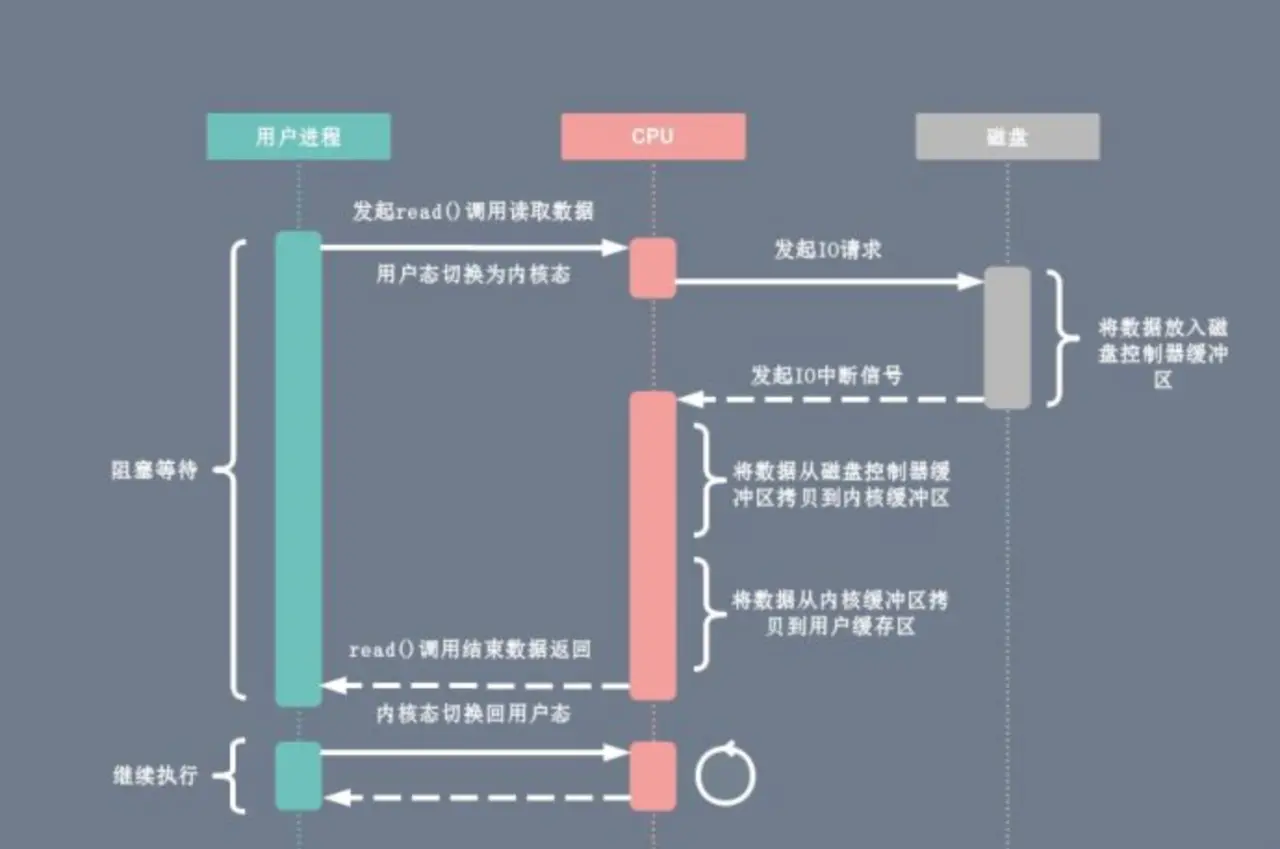 用户进程
CPU
磁盘
发起read()调用读取数据
用户态切换为内核态
发起IO请求
将数据放入磁
盘控制器缓冲
区
发起IO中断信号
阻塞等待
将数据从磁盘控制器缓
冲区拷贝到内核缓冲区
将数据从内核缓冲区拷
贝到用户缓存区
read()调用结束数据返回
内核态切换回用户态
继续执行